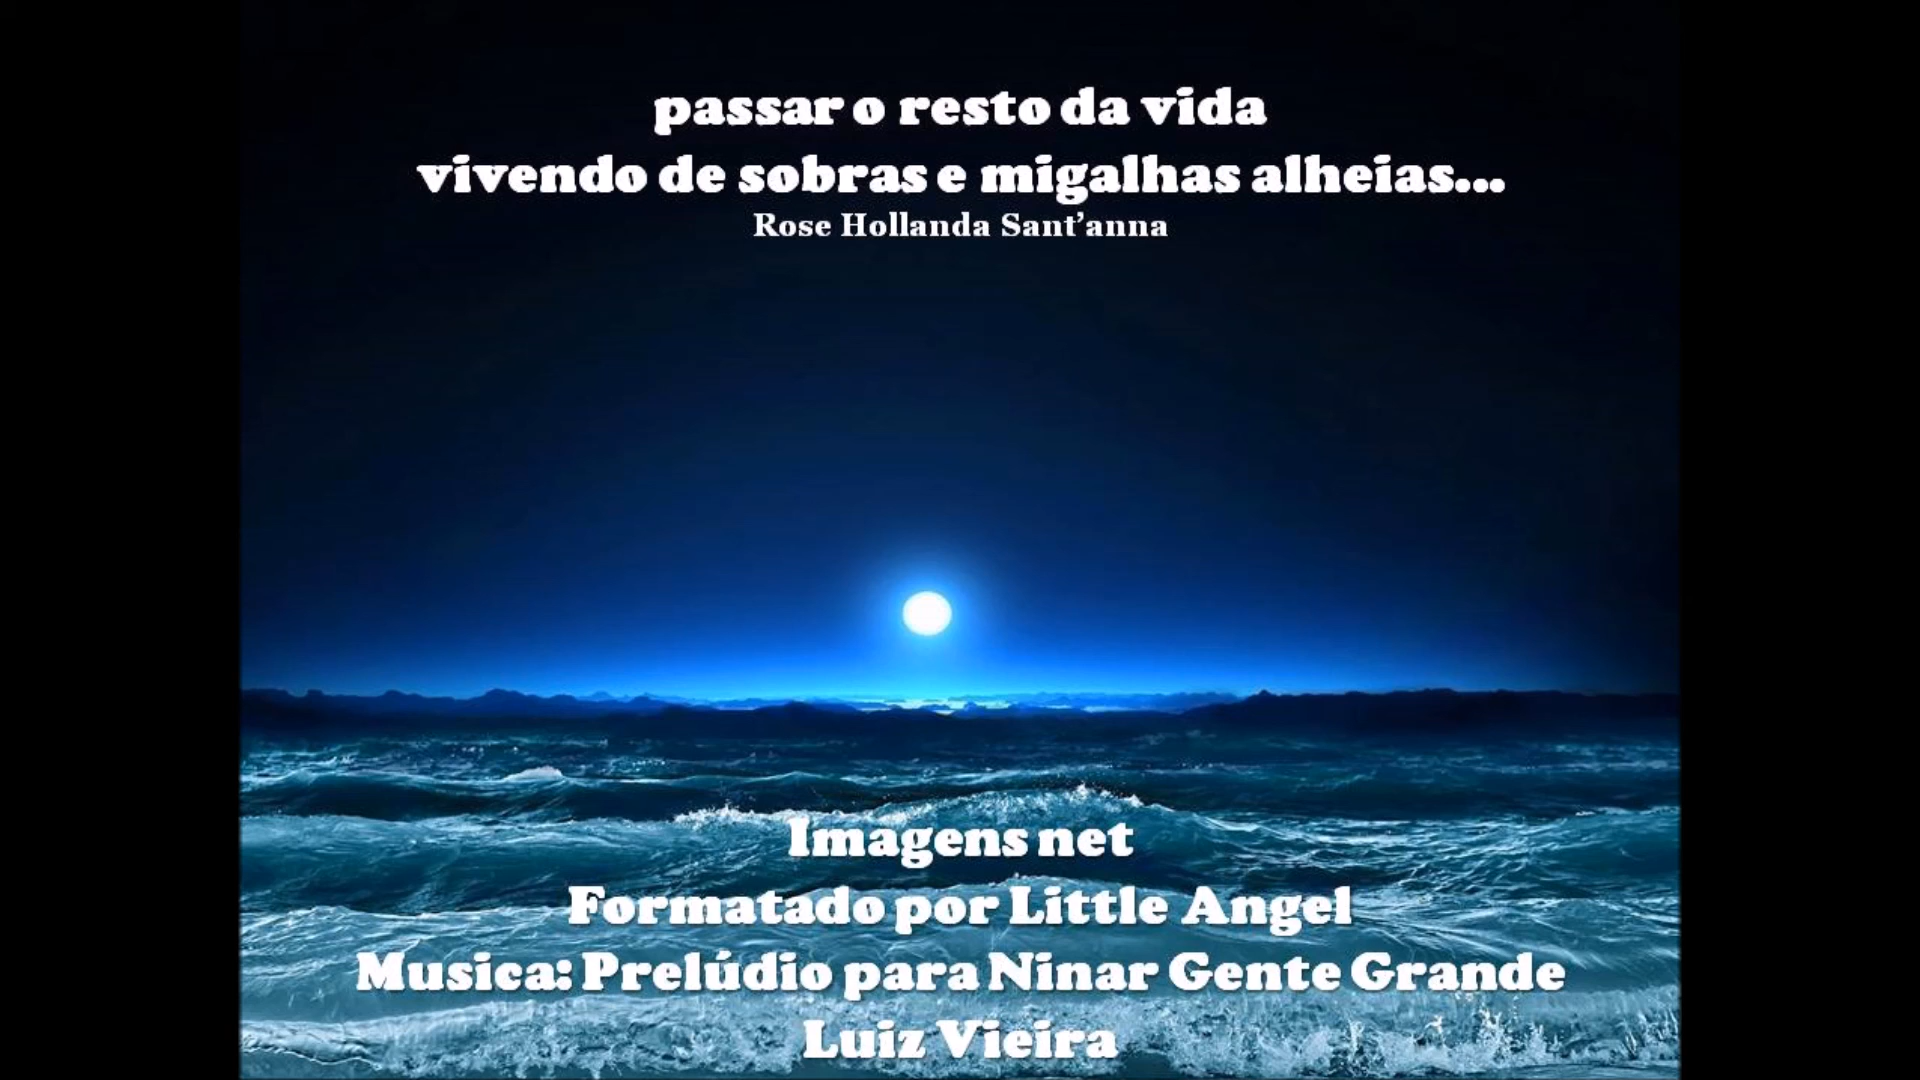 passar o resto da vida
vivendo de sobras e migalhas alheias...
Rose Hollanda Sant’anna
Imagens net
Formatado por Little Angel
Musica: Prelúdio para Ninar Gente Grande
Luiz Vieira